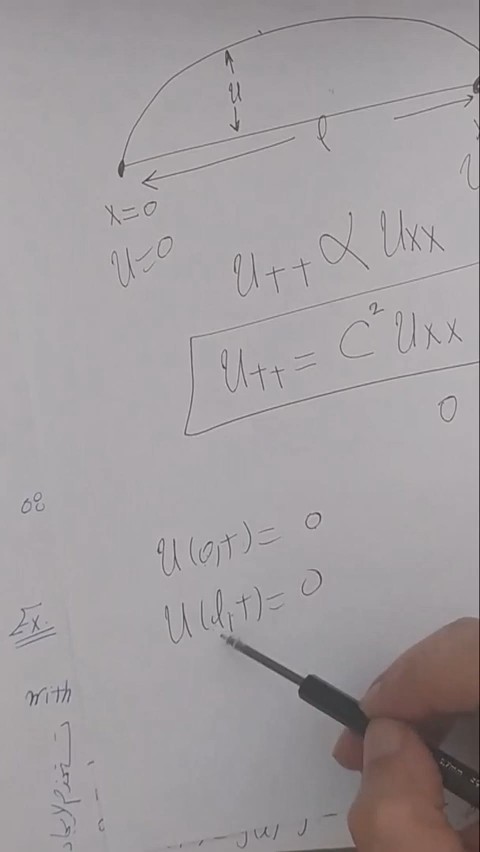 u
l
x=0
u=0
u_tt ∝ u_xx
u_tt = c² u_xx
0
u(0,t) = 0
u(l,t) = 0
Ex.
with